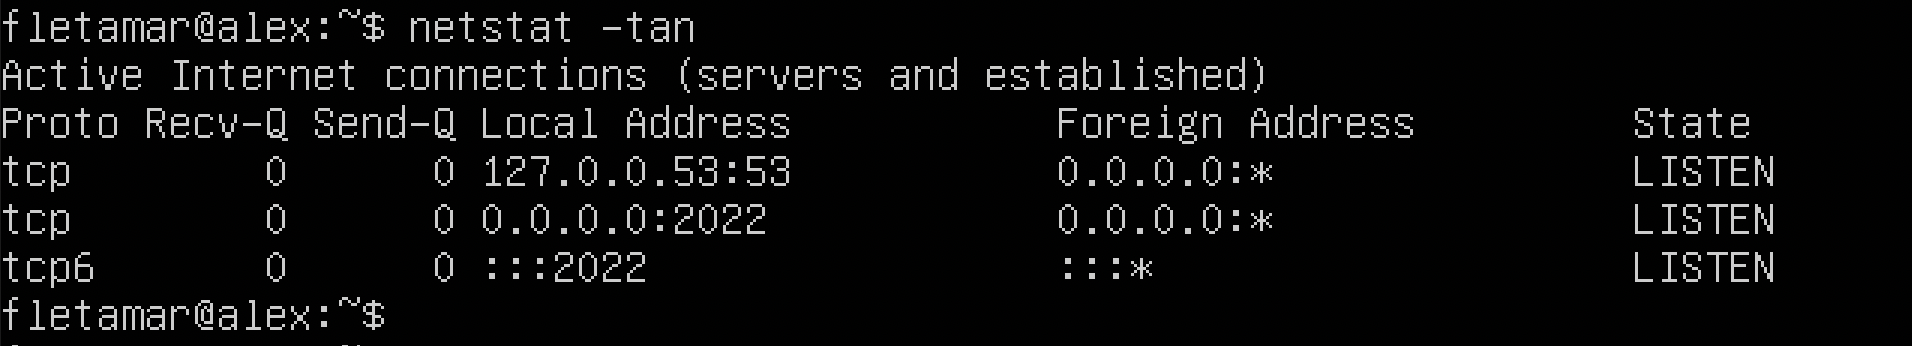 fletamar@alex:~$ netstat -tan
Active Internet connections (servers and established)
Proto Recv-Q Send-Q Local Address           Foreign Address         State
tcp        0      0 127.0.0.53:53           0.0.0.0:*               LISTEN
tcp        0      0 0.0.0.0:2022            0.0.0.0:*               LISTEN
tcp6       0      0 :::2022                 :::*                    LISTEN
fletamar@alex:~$